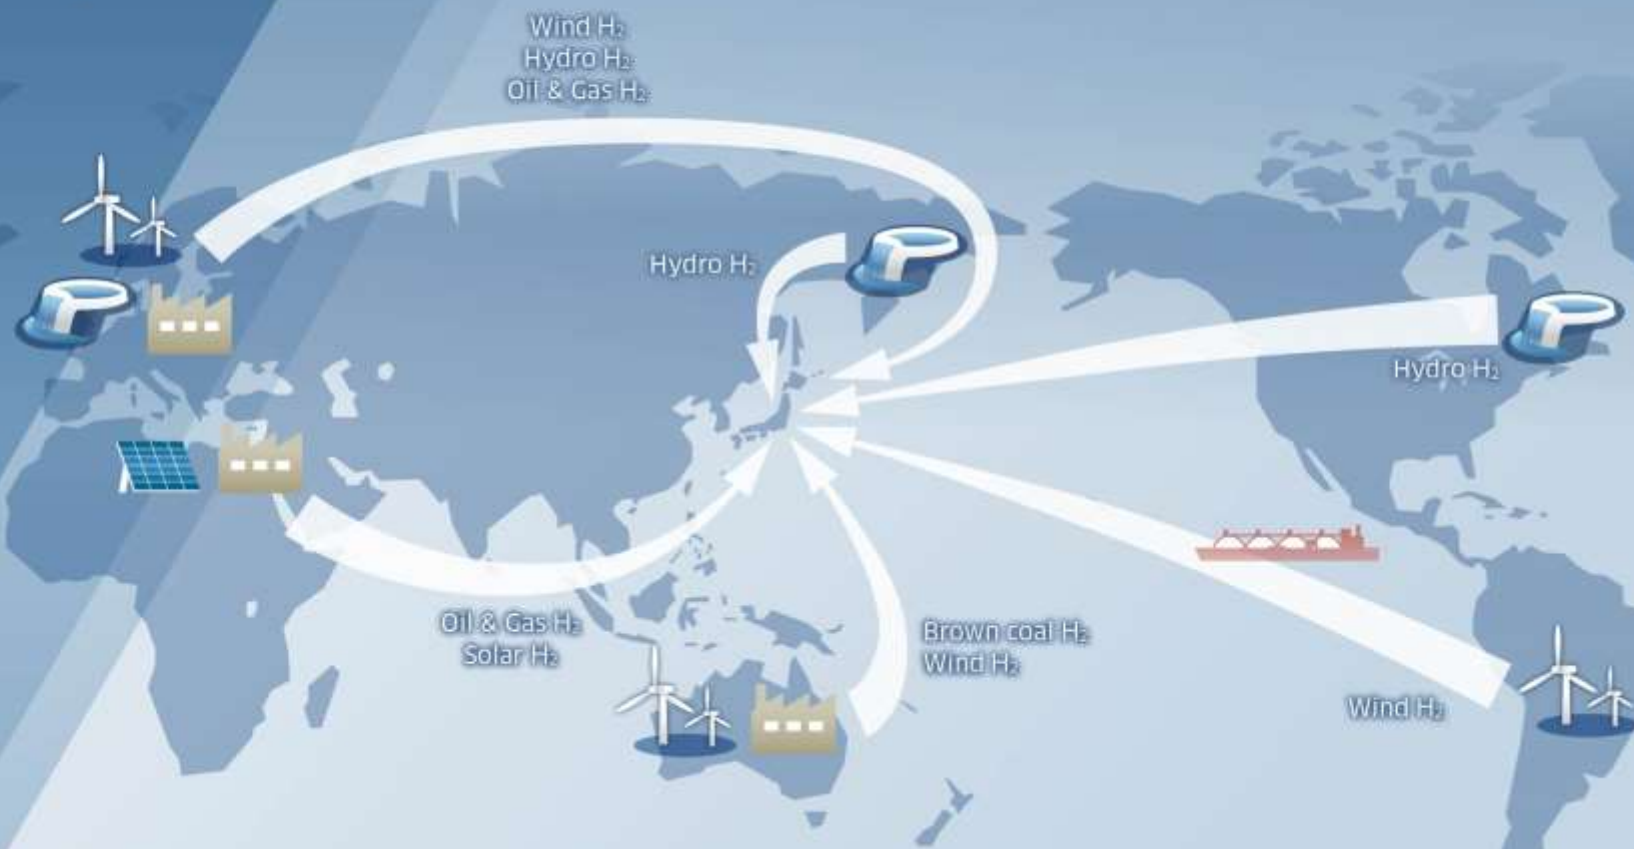 Wind H₂
Hydro H₂
Oil & Gas H₂
Hydro H₂
Hydro H₂
Oil & Gas H₂
Solar H₂
Brown coal H₂
Wind H₂
Wind H₂